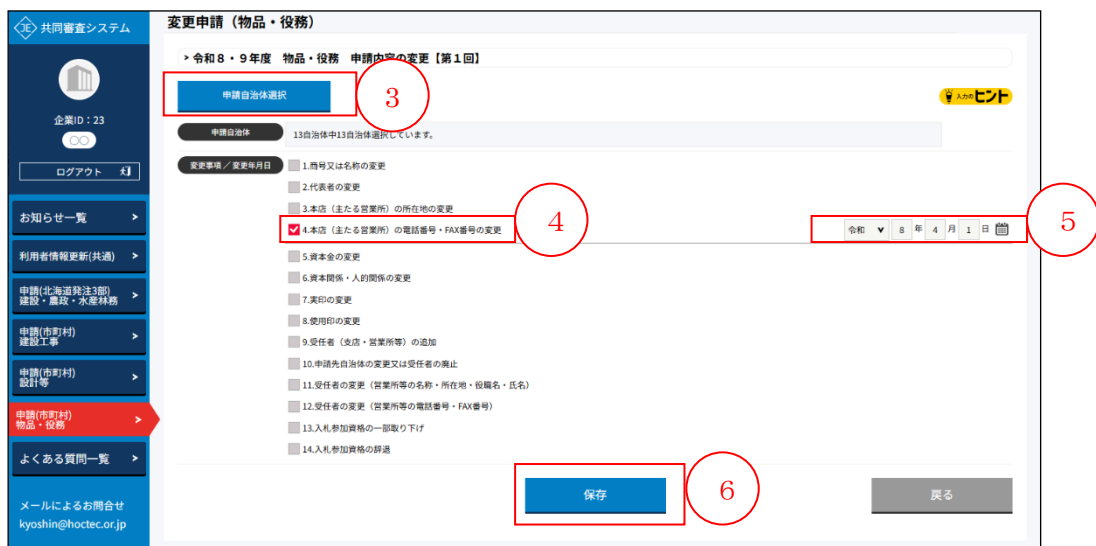 JE 共同審査システム
企業ID：23
○○
ログアウト
お知らせ一覧 >
利用者情報更新(共通) >
申請(北海道発注3部)
建設・農政・水産林務 >
申請(市町村)
建設工事 >
申請(市町村)
設計等 >
申請(市町村)
物品・役務 >
よくある質問一覧 >
メールによるお問合せ
kyoshin@hoctec.or.jp
変更申請（物品・役務）
> 令和８・９年度　物品・役務　申請内容の変更【第１回】
申請自治体選択
3
入力のヒント
申請自治体 13自治体中13自治体選択しています。
変更事項／変更年月日 1.商号又は名称の変更
2.代表者の変更
3.本店（主たる営業所）の所在地の変更
4.本店（主たる営業所）の電話番号・FAX番号の変更 4 令和 8 年 4 月 1 日 5
5.資本金の変更
6.資本関係・人的関係の変更
7.実印の変更
8.使用印の変更
9.受任者（支店・営業所等）の追加
10.申請先自治体の変更又は受任者の廃止
11.受任者の変更（営業所等の名称・所在地・役職名・氏名）
12.受任者の変更（営業所等の電話番号・FAX番号）
13.入札参加資格の一部取り下げ
14.入札参加資格の辞退
保存 6 戻る